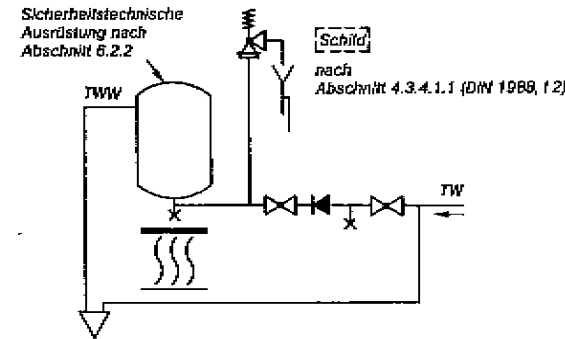 Sicherheitstechnische
Ausrüstung nach
Abschnitt 6.2.2
Schild
nach
Abschnitt 4.3.4.1.1 (DIN 1988, T 2)
TWW
TW